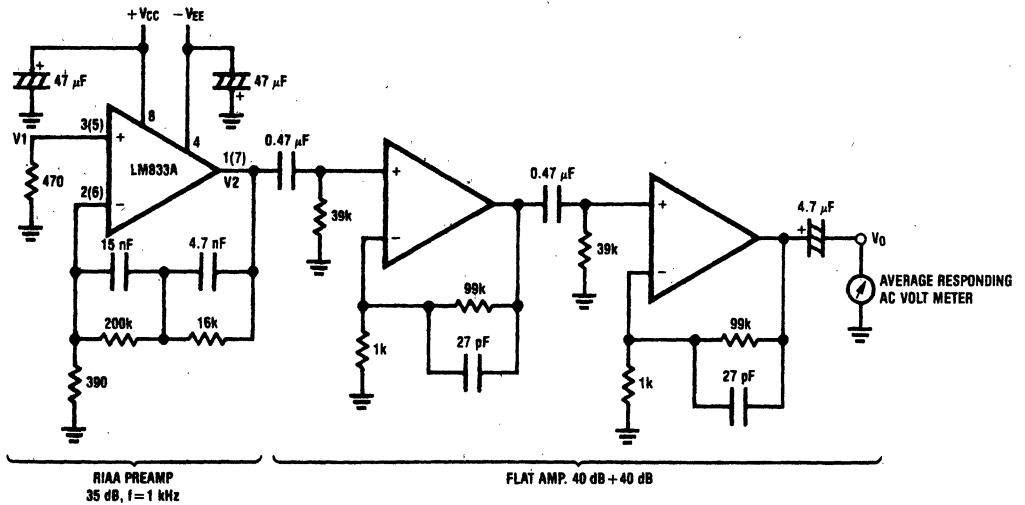 +VCC
−VEE
+
47 µF
47 µF
+
V1
3(5)
8
+
4
LM833A
1(7)
V2
470
2(6)
−
0.47 µF
39k
+
−
0.47 µF
39k
+
−
4.7 µF
+
VO
AVERAGE RESPONDING
AC VOLT METER
15 nF
4.7 nF
200k
16k
390
99k
27 pF
1k
99k
27 pF
1k
RIAA PREAMP
35 dB, f = 1 kHz
FLAT AMP. 40 dB + 40 dB